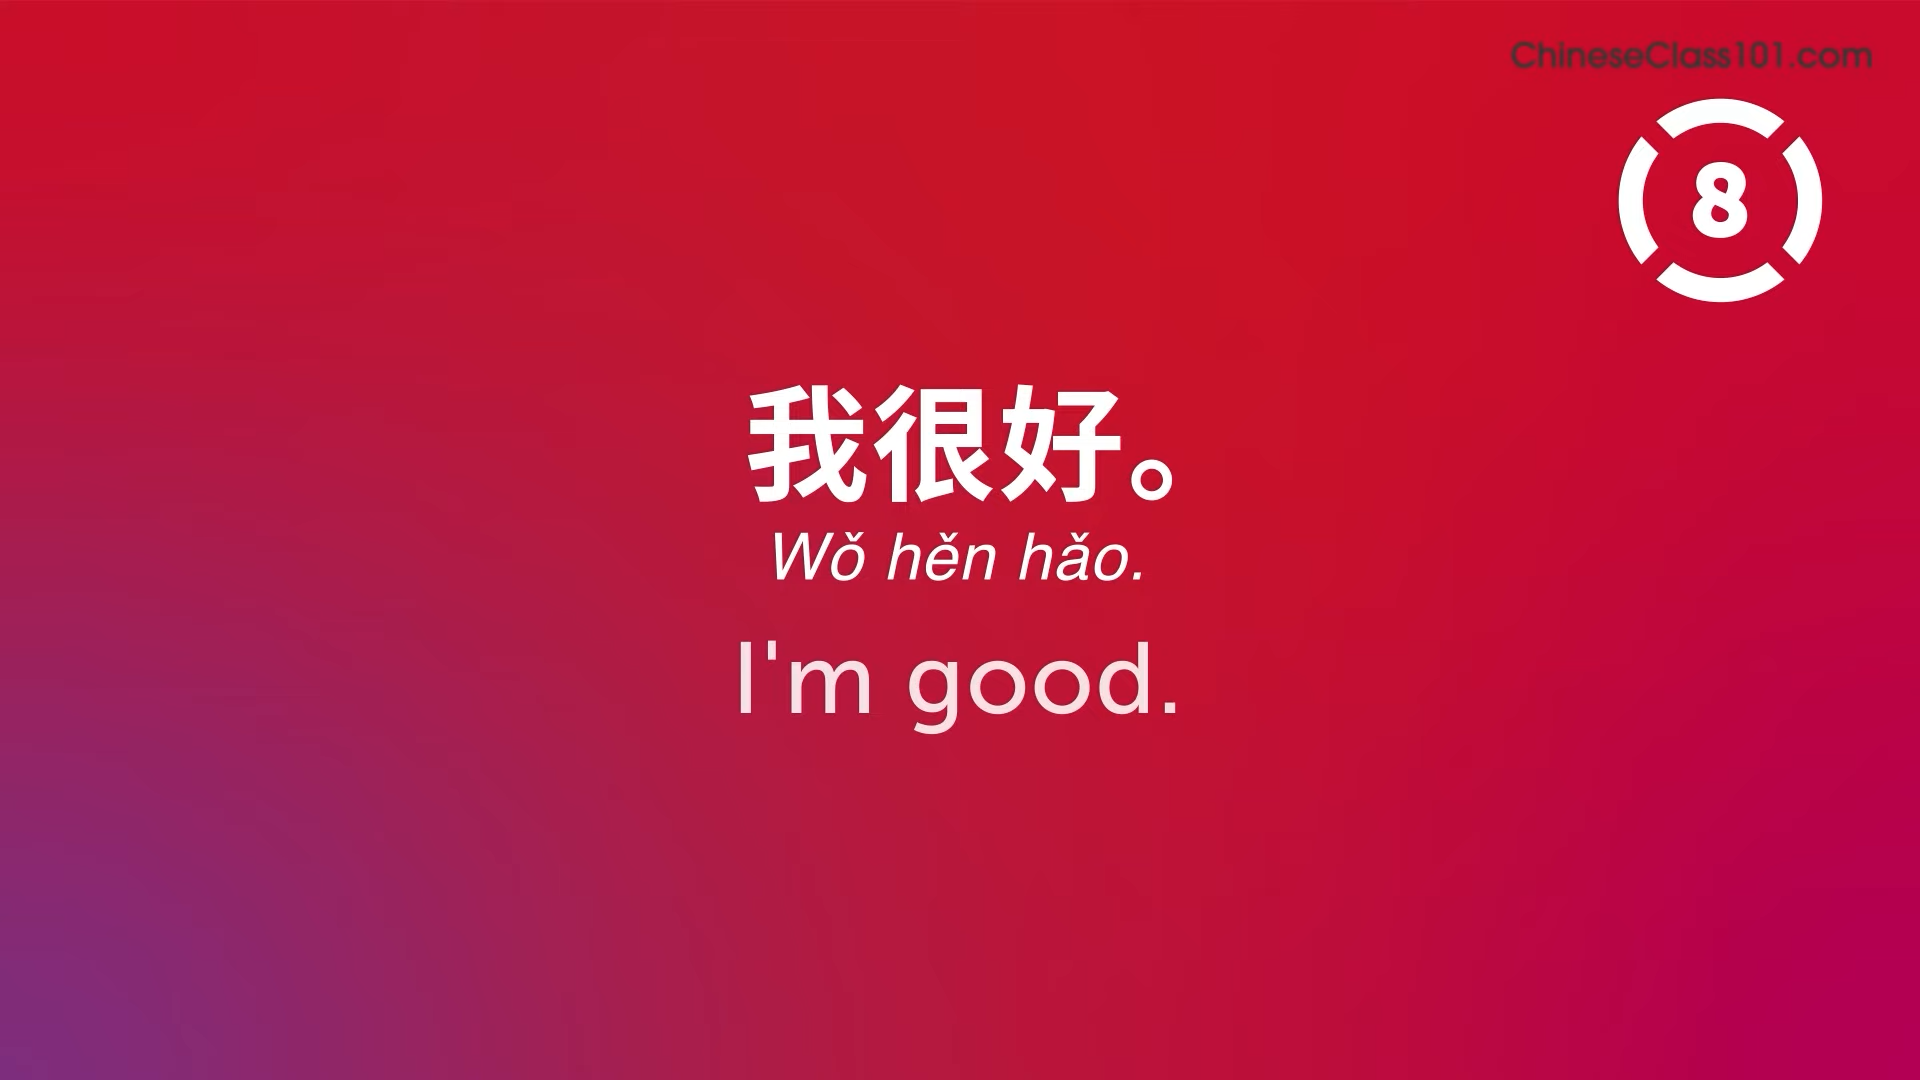 ChineseClass101.com
8
我很好。
Wǒ hěn hǎo.
I'm good.